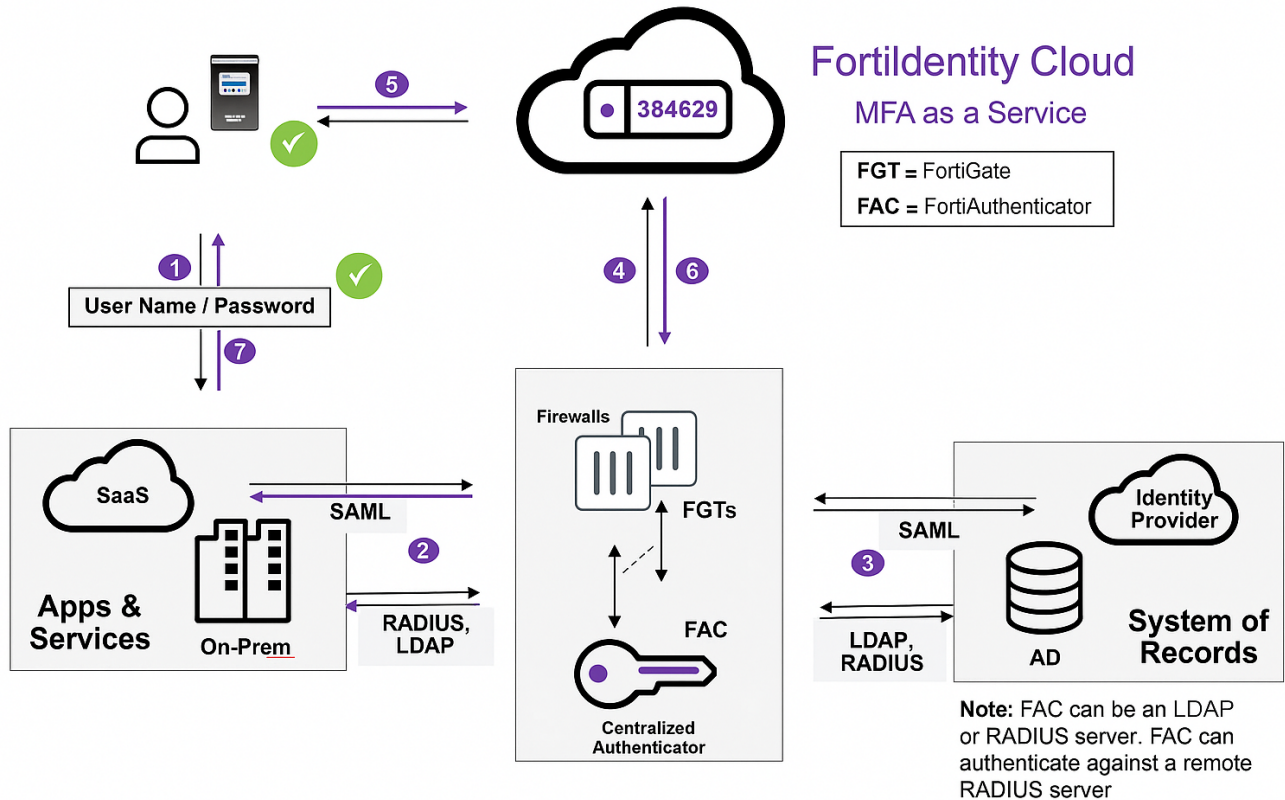 FortiIdentity Cloud
MFA as a Service
FGT = FortiGate
FAC = FortiAuthenticator
384629
5
1
User Name / Password
7
4
6
SaaS
Apps &
Services
On-Prem
SAML
2
RADIUS,
LDAP
Firewalls
FGTs
FAC
Centralized
Authenticator
SAML
3
LDAP,
RADIUS
Identity
Provider
AD
System of
Records
Note: FAC can be an LDAP
or RADIUS server. FAC can
authenticate against a remote
RADIUS server